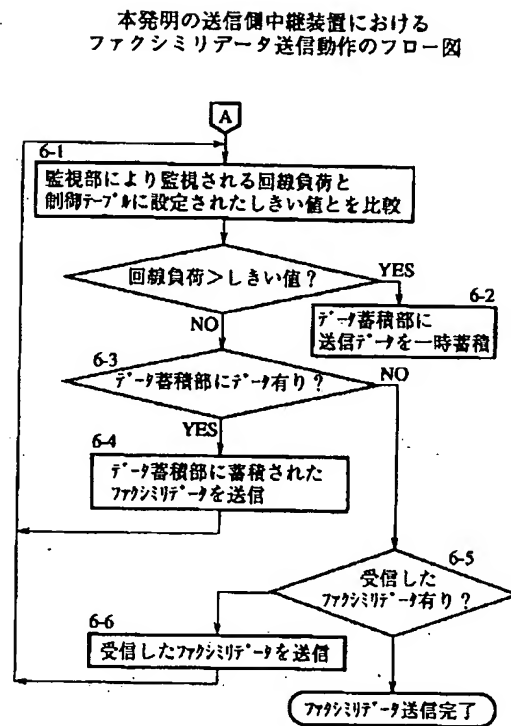 本発明の送信側中継装置における
ファクシミリデータ送信動作のフロー図
A
6-1
監視部により監視される回線負荷と
制御テーブルに設定されたしきい値とを比較
回線負荷>しきい値?
YES
6-2
データ蓄積部に
送信データを一時蓄積
NO
6-3
データ蓄積部にデータ有り?
NO
YES
6-4
データ蓄積部に蓄積された
ファクシミリデータを送信
6-5
受信した
ファクシミリデータ有り?
6-6
受信したファクシミリデータを送信
ファクシミリデータ送信完了